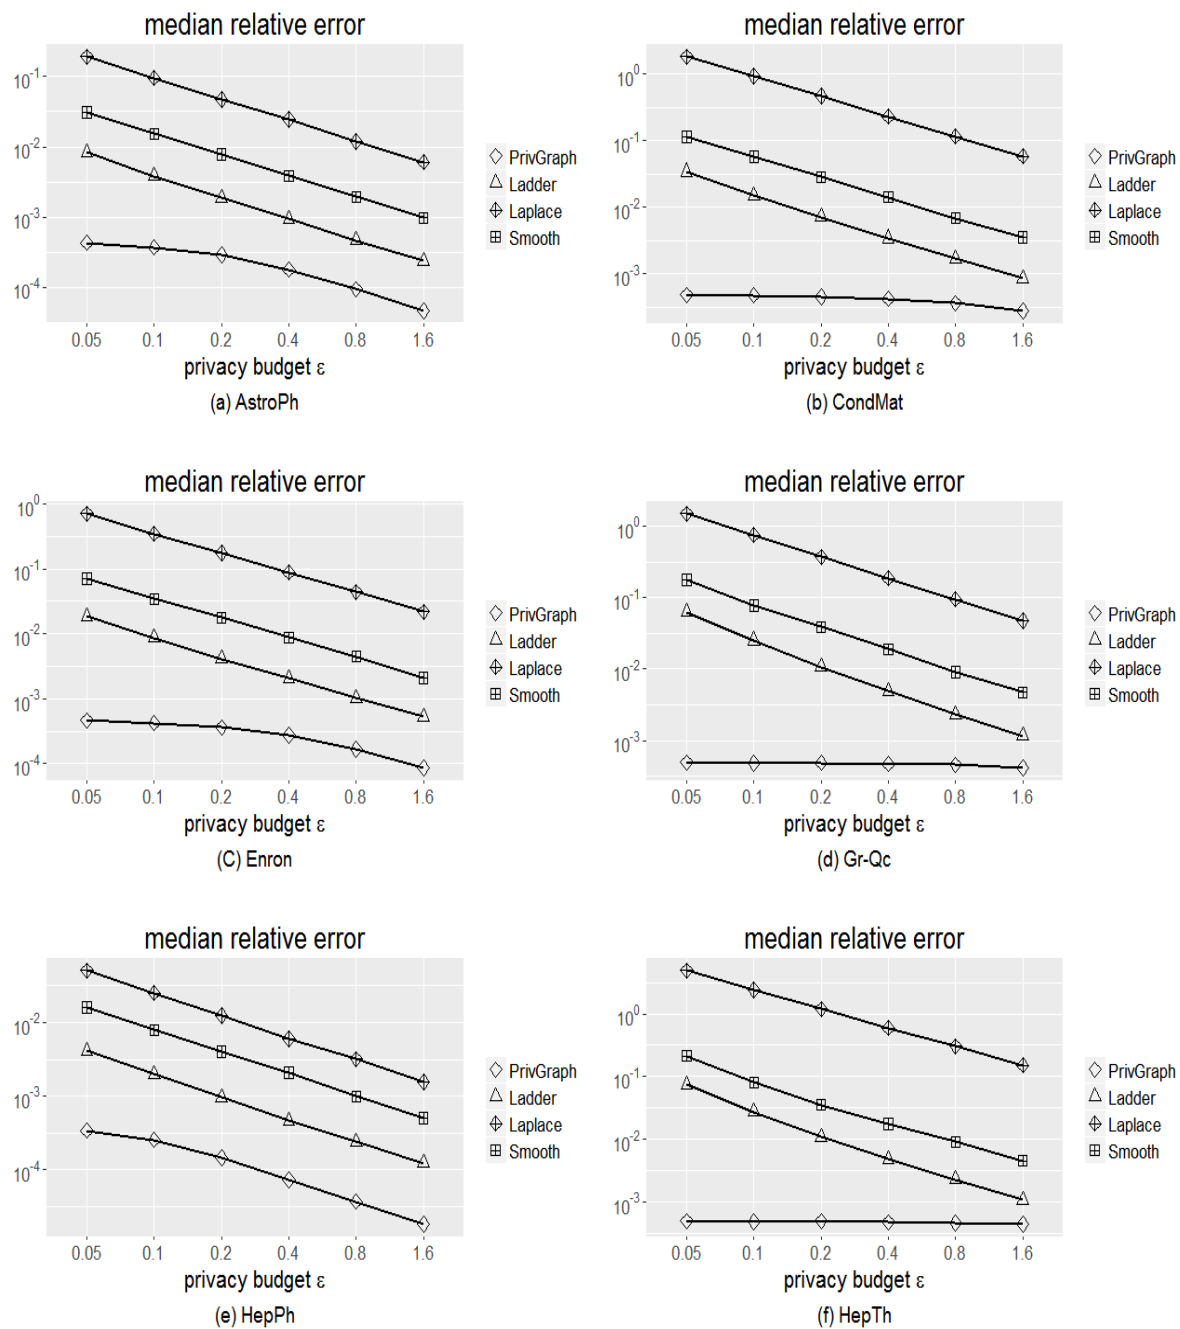 median relative error
10^-1
10^-2
10^-3
10^-4
0.05 0.1 0.2 0.4 0.8 1.6
privacy budget ε
(a) AstroPh
PrivGraph
Ladder
Laplace
Smooth
median relative error
10^0
10^-1
10^-2
10^-3
0.05 0.1 0.2 0.4 0.8 1.6
privacy budget ε
(b) CondMat
PrivGraph
Ladder
Laplace
Smooth
median relative error
10^0
10^-1
10^-2
10^-3
10^-4
0.05 0.1 0.2 0.4 0.8 1.6
privacy budget ε
(C) Enron
PrivGraph
Ladder
Laplace
Smooth
median relative error
10^0
10^-1
10^-2
10^-3
0.05 0.1 0.2 0.4 0.8 1.6
privacy budget ε
(d) Gr-Qc
PrivGraph
Ladder
Laplace
Smooth
median relative error
10^-2
10^-3
10^-4
0.05 0.1 0.2 0.4 0.8 1.6
privacy budget ε
(e) HepPh
PrivGraph
Ladder
Laplace
Smooth
median relative error
10^0
10^-1
10^-2
10^-3
0.05 0.1 0.2 0.4 0.8 1.6
privacy budget ε
(f) HepTh
PrivGraph
Ladder
Laplace
Smooth